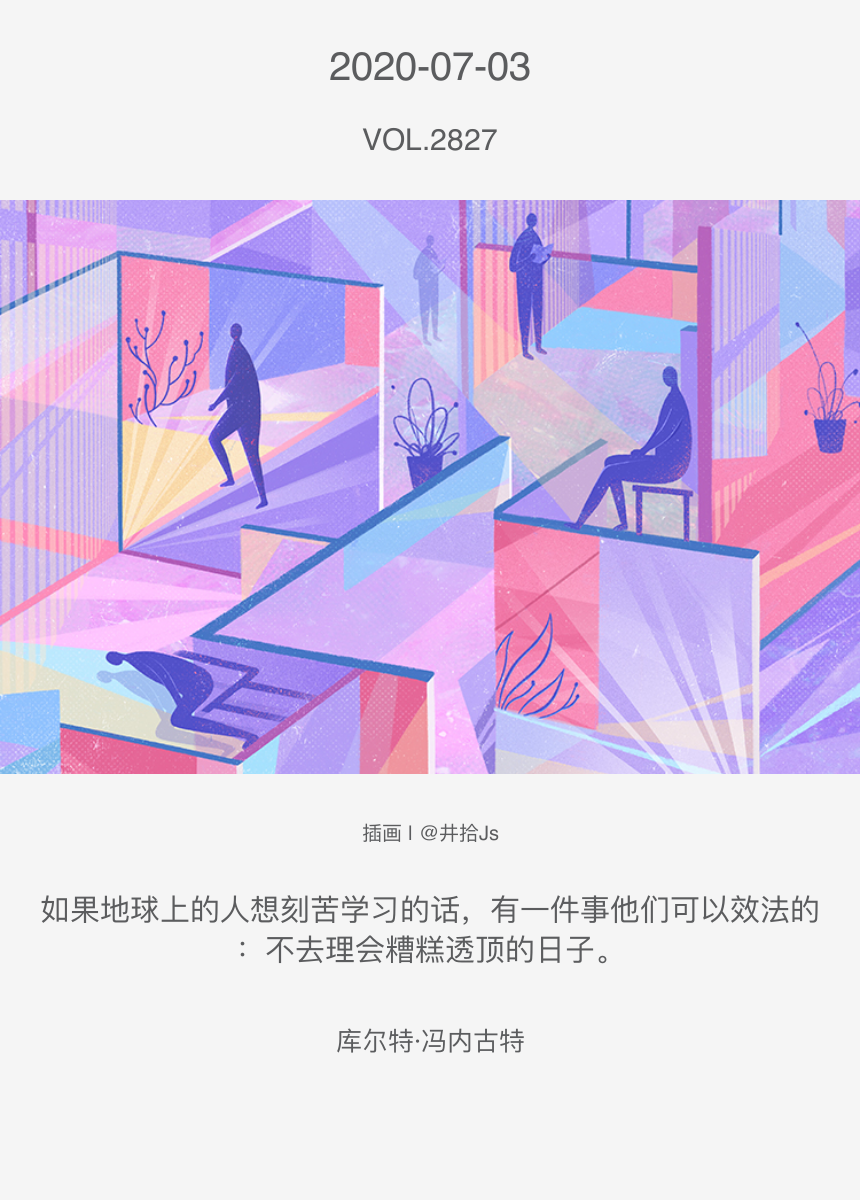 2020-07-03
VOL.2827
插画 | @井拾Js
如果地球上的人想刻苦学习的话，有一件事他们可以效法的
：不去理会糟糕透顶的日子。
库尔特·冯内古特